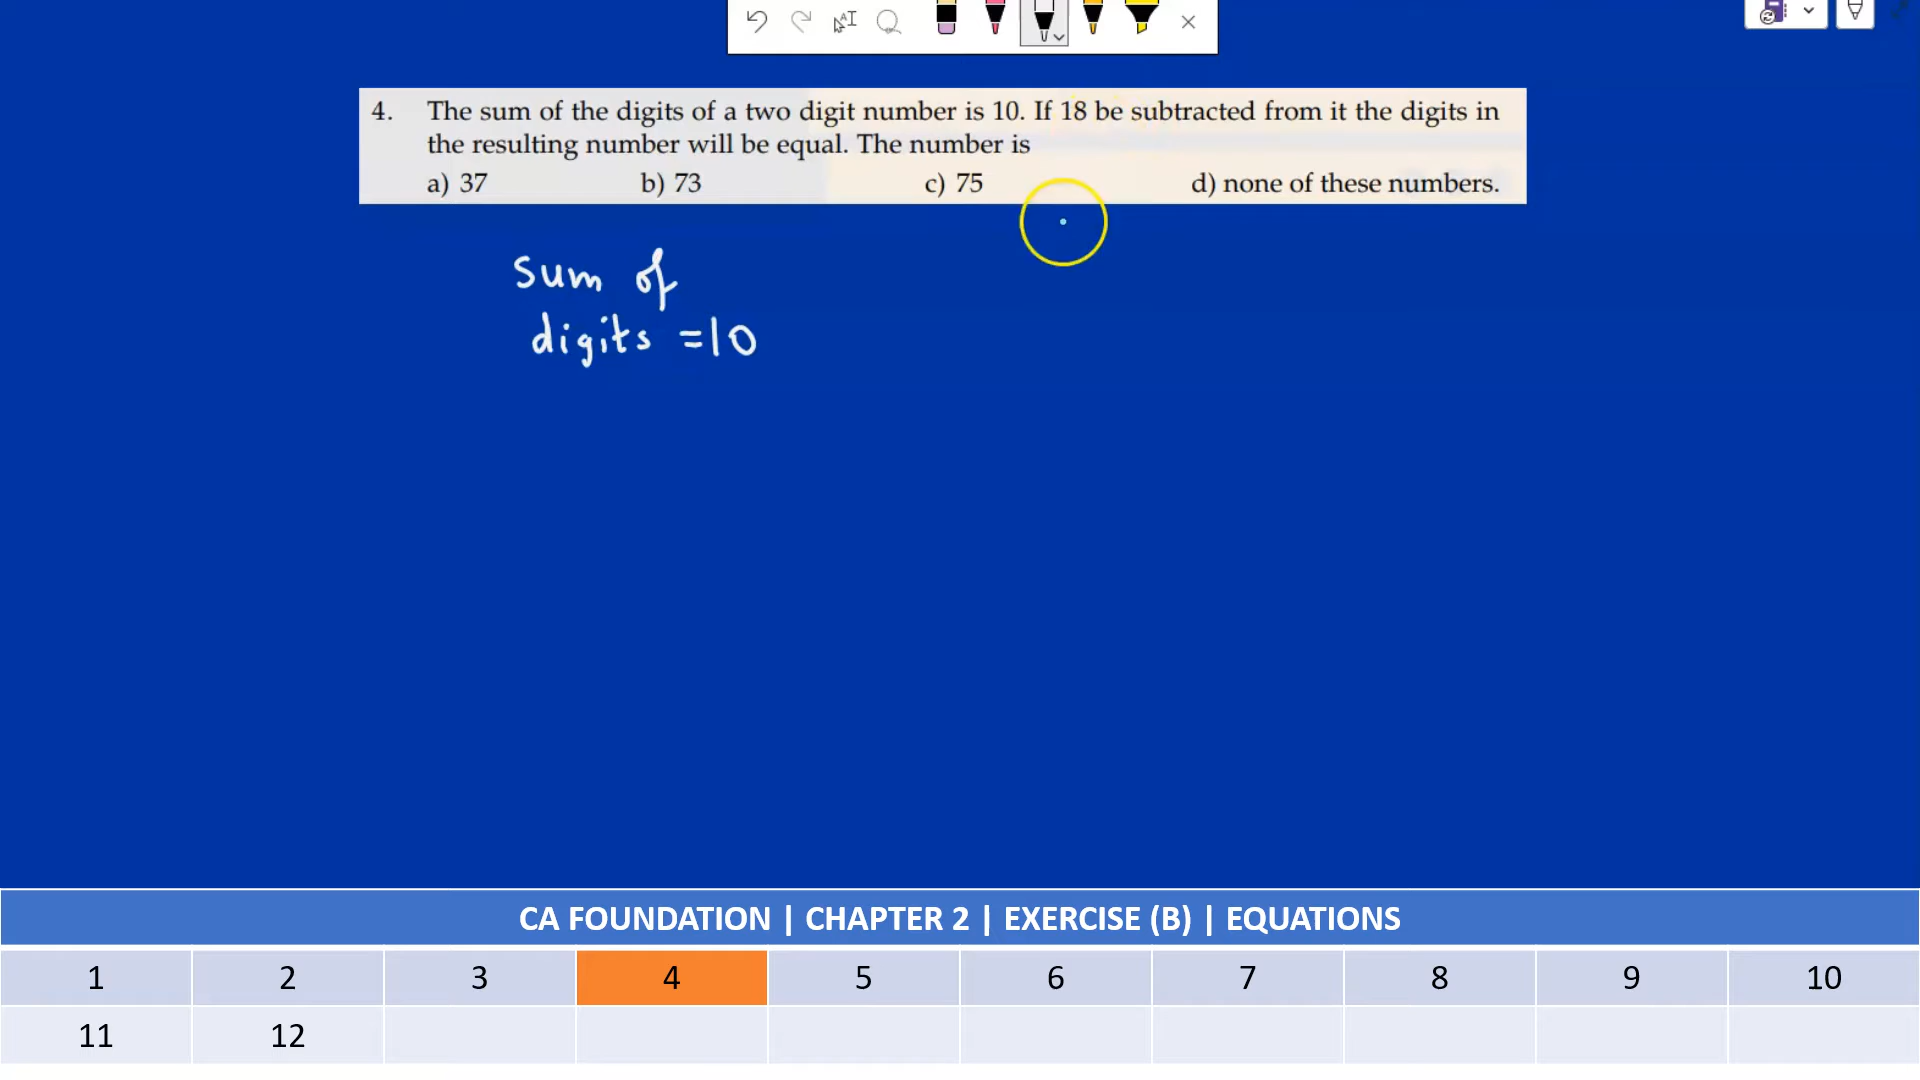 4. The sum of the digits of a two digit number is 10. If 18 be subtracted from it the digits in
the resulting number will be equal. The number is
a) 37 b) 73 c) 75 d) none of these numbers.
sum of
digits =10
CA FOUNDATION | CHAPTER 2 | EXERCISE (B) | EQUATIONS
1 2 3 4 5 6 7 8 9 10
11 12